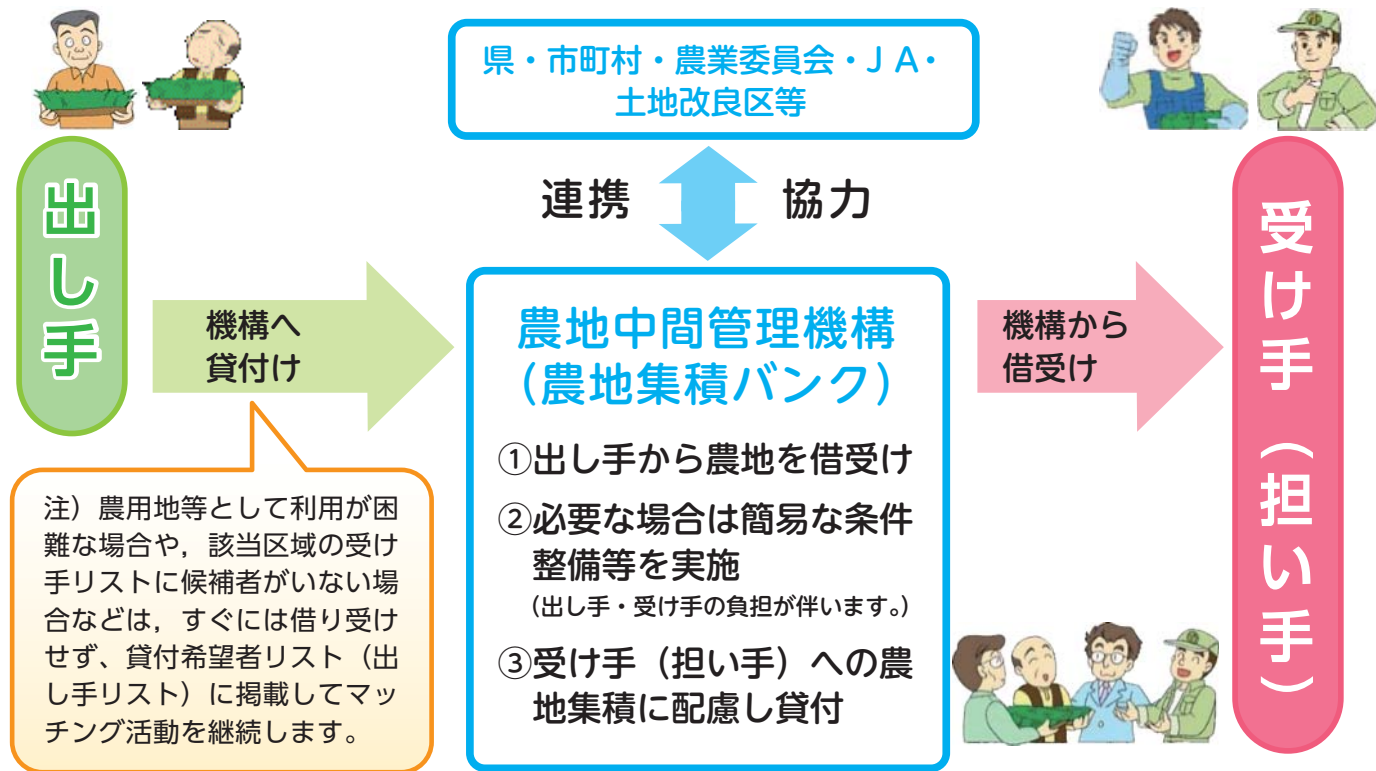 県・市町村・農業委員会・ＪＡ・
土地改良区等
連携
協力
出し手
機構へ
貸付け
農地中間管理機構
（農地集積バンク）
①出し手から農地を借受け
②必要な場合は簡易な条件
整備等を実施
（出し手・受け手の負担が伴います。）
③受け手（担い手）への農
地集積に配慮し貸付
機構から
借受け
受け手（担い手）
注）農用地等として利用が困
難な場合や，該当区域の受け
手リストに候補者がいない場
合などは，すぐには借り受け
せず、貸付希望者リスト（出
し手リスト）に掲載してマッ
チング活動を継続します。